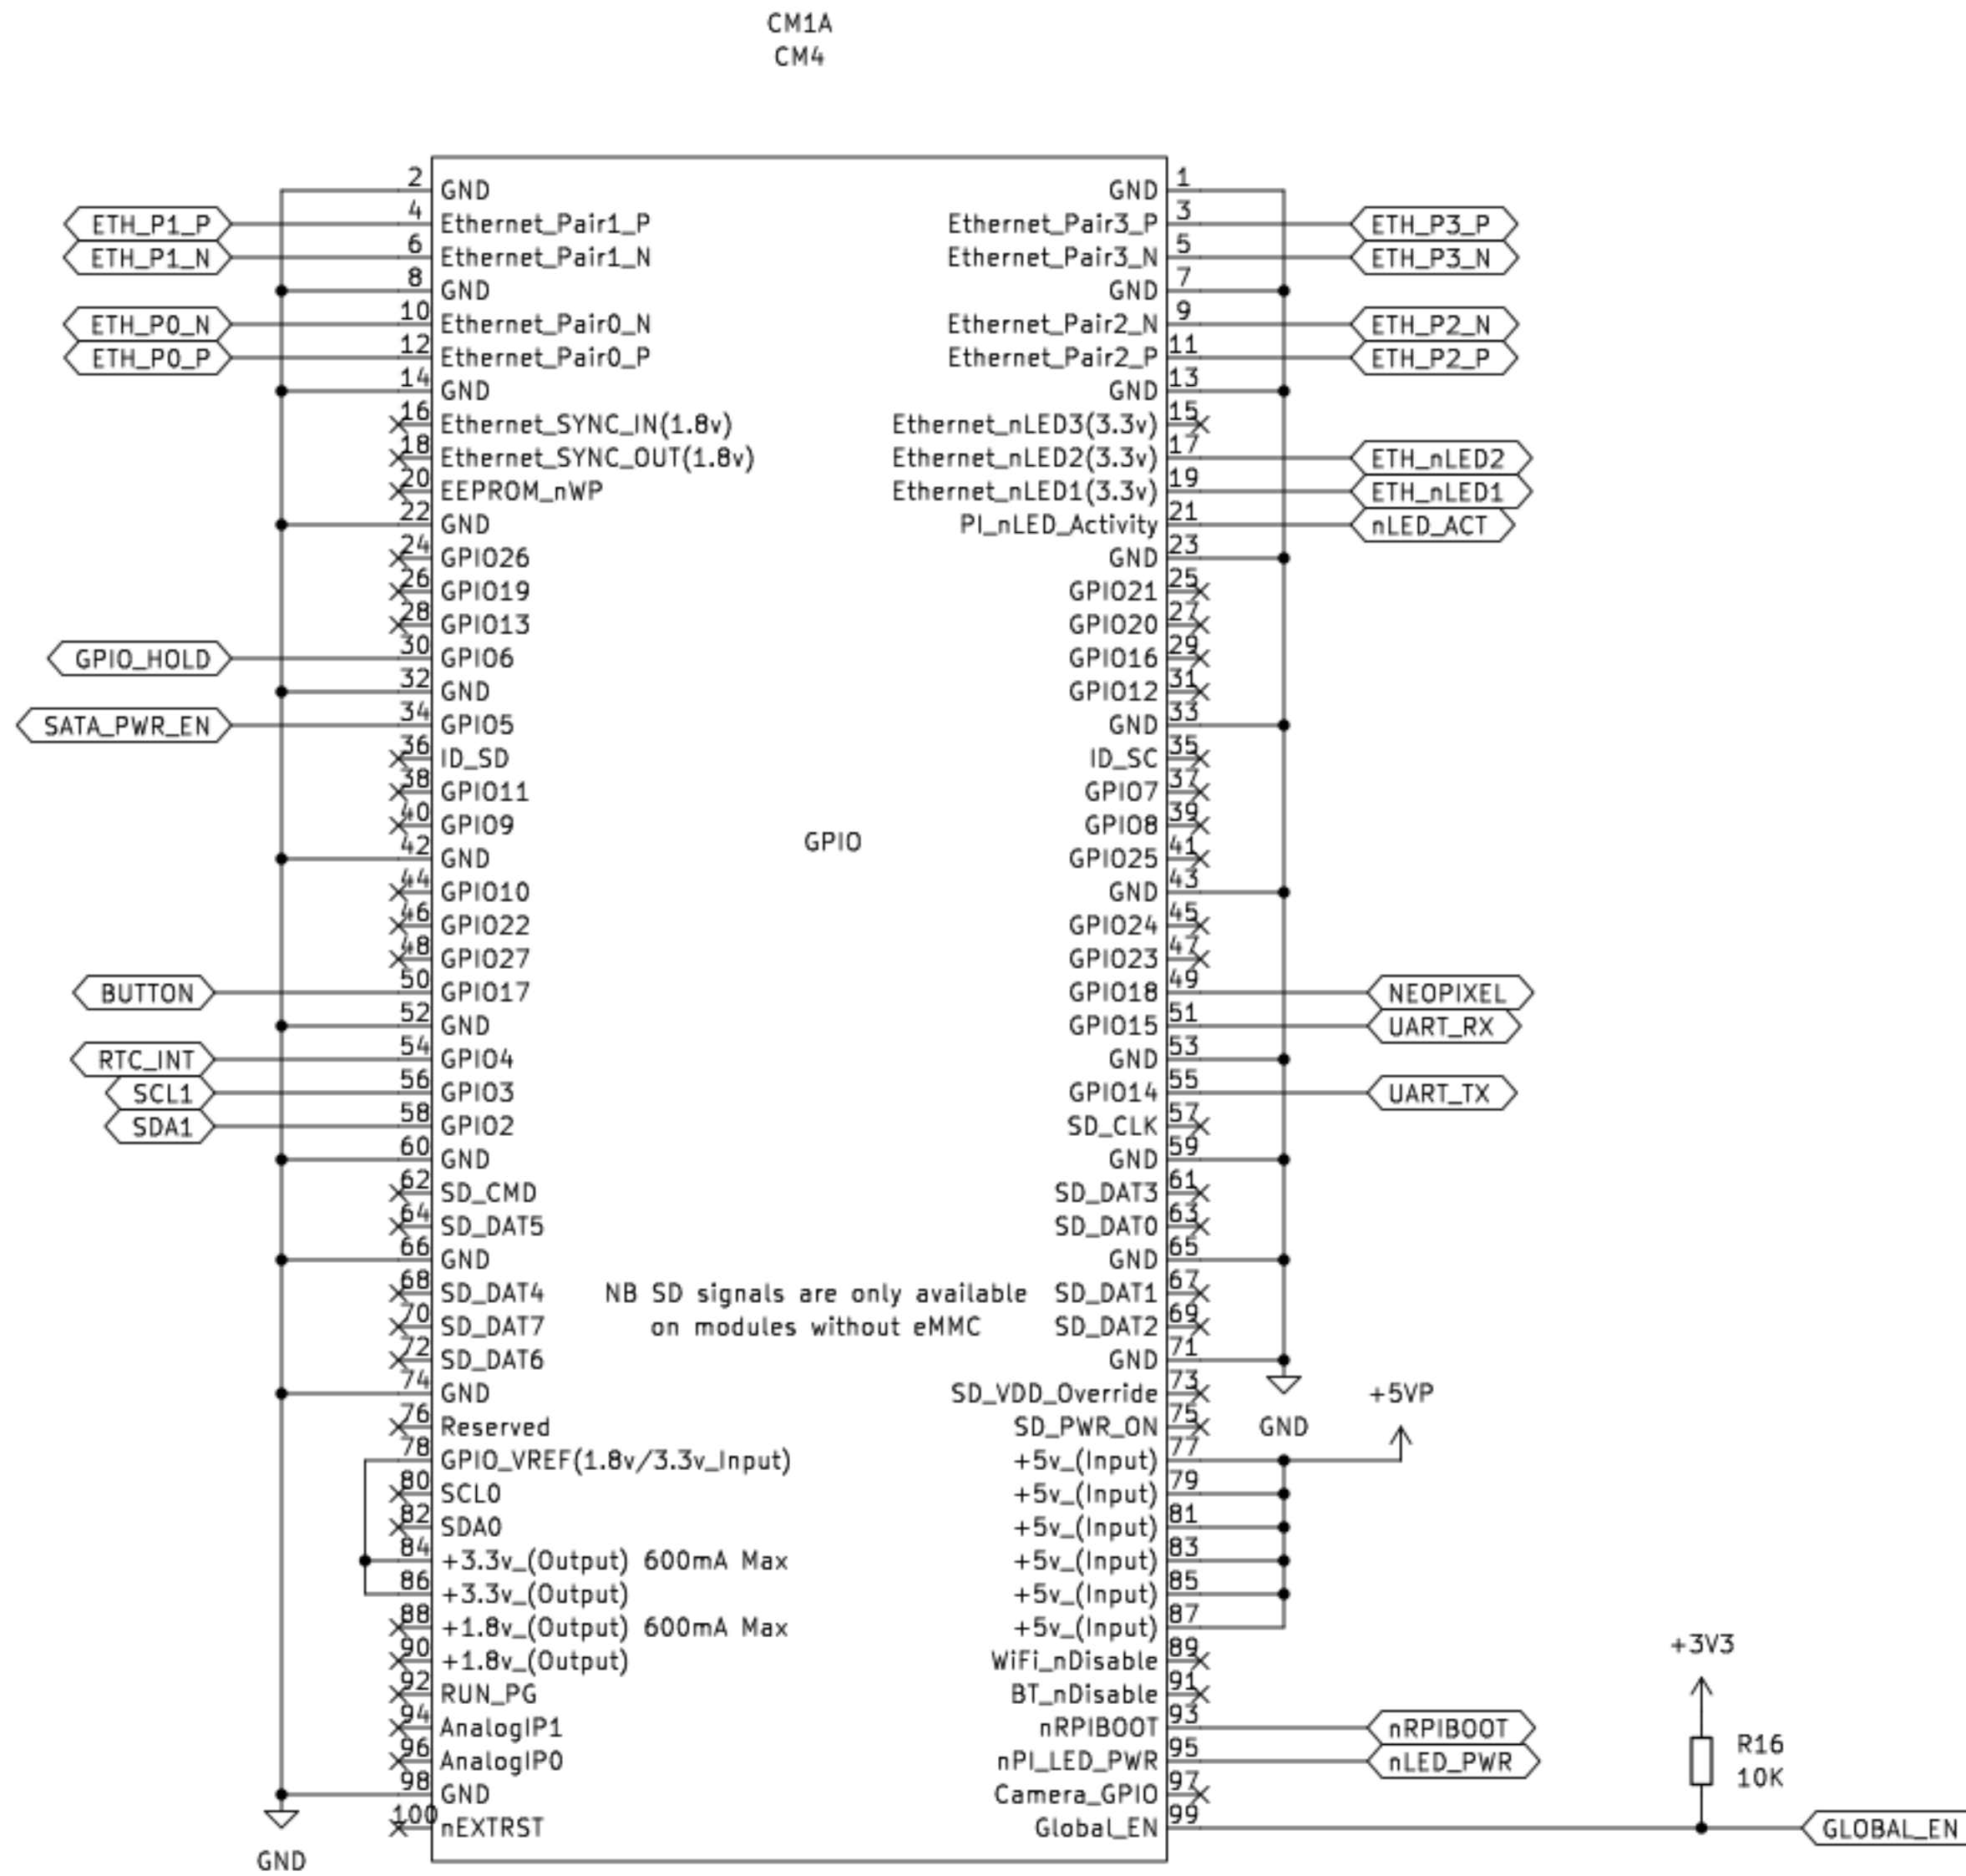 CM1A
CM4
2 GND GND 1
ETH_P1_P 4 Ethernet_Pair1_P Ethernet_Pair3_P 3 ETH_P3_P
ETH_P1_N 6 Ethernet_Pair1_N Ethernet_Pair3_N 5 ETH_P3_N
8 GND GND 7
ETH_P0_N 10 Ethernet_Pair0_N Ethernet_Pair2_N 9 ETH_P2_N
ETH_P0_P 12 Ethernet_Pair0_P Ethernet_Pair2_P 11 ETH_P2_P
14 GND GND 13
16 Ethernet_SYNC_IN(1.8v) Ethernet_nLED3(3.3v) 15
18 Ethernet_SYNC_OUT(1.8v) Ethernet_nLED2(3.3v) 17 ETH_nLED2
20 EEPROM_nWP Ethernet_nLED1(3.3v) 19 ETH_nLED1
22 GND PI_nLED_Activity 21 nLED_ACT
24 GPIO26 GND 23
26 GPIO19 GPIO21 25
28 GPIO13 GPIO20 27
GPIO_HOLD 30 GPIO6 GPIO16 29
32 GND GPIO12 31
SATA_PWR_EN 34 GPIO5 GND 33
36 ID_SD ID_SC 35
38 GPIO11 GPIO7 37
40 GPIO9 GPIO8 39
GPIO
42 GND GPIO25 41
44 GPIO10 GND 43
46 GPIO22 GPIO24 45
48 GPIO27 GPIO23 47
BUTTON 50 GPIO17 GPIO18 49 NEOPIXEL
52 GND GPIO15 51 UART_RX
RTC_INT 54 GPIO4 GND 53
SCL1 56 GPIO3 GPIO14 55 UART_TX
SDA1 58 GPIO2 SD_CLK 57
60 GND GND 59
62 SD_CMD SD_DAT3 61
64 SD_DAT5 SD_DAT0 63
66 GND GND 65
68 SD_DAT4 NB SD signals are only available SD_DAT1 67
70 SD_DAT7 on modules without eMMC SD_DAT2 69
72 SD_DAT6 GND 71
74 GND SD_VDD_Override 73 +5VP
76 Reserved SD_PWR_ON 75 GND
78 GPIO_VREF(1.8v/3.3v_Input) +5v_(Input) 77
80 SCL0 +5v_(Input) 79
82 SDA0 +5v_(Input) 81
84 +3.3v_(Output) 600mA Max +5v_(Input) 83
86 +3.3v_(Output) +5v_(Input) 85
88 +1.8v_(Output) 600mA Max +5v_(Input) 87
90 +1.8v_(Output) WiFi_nDisable 89 +3V3
92 RUN_PG BT_nDisable 91
94 AnalogIP1 nRPIBOOT 93 nRPIBOOT R16
96 AnalogIP0 nPI_LED_PWR 95 nLED_PWR 10K
98 GND Camera_GPIO 97
100 nEXTRST Global_EN 99 GLOBAL_EN
GND